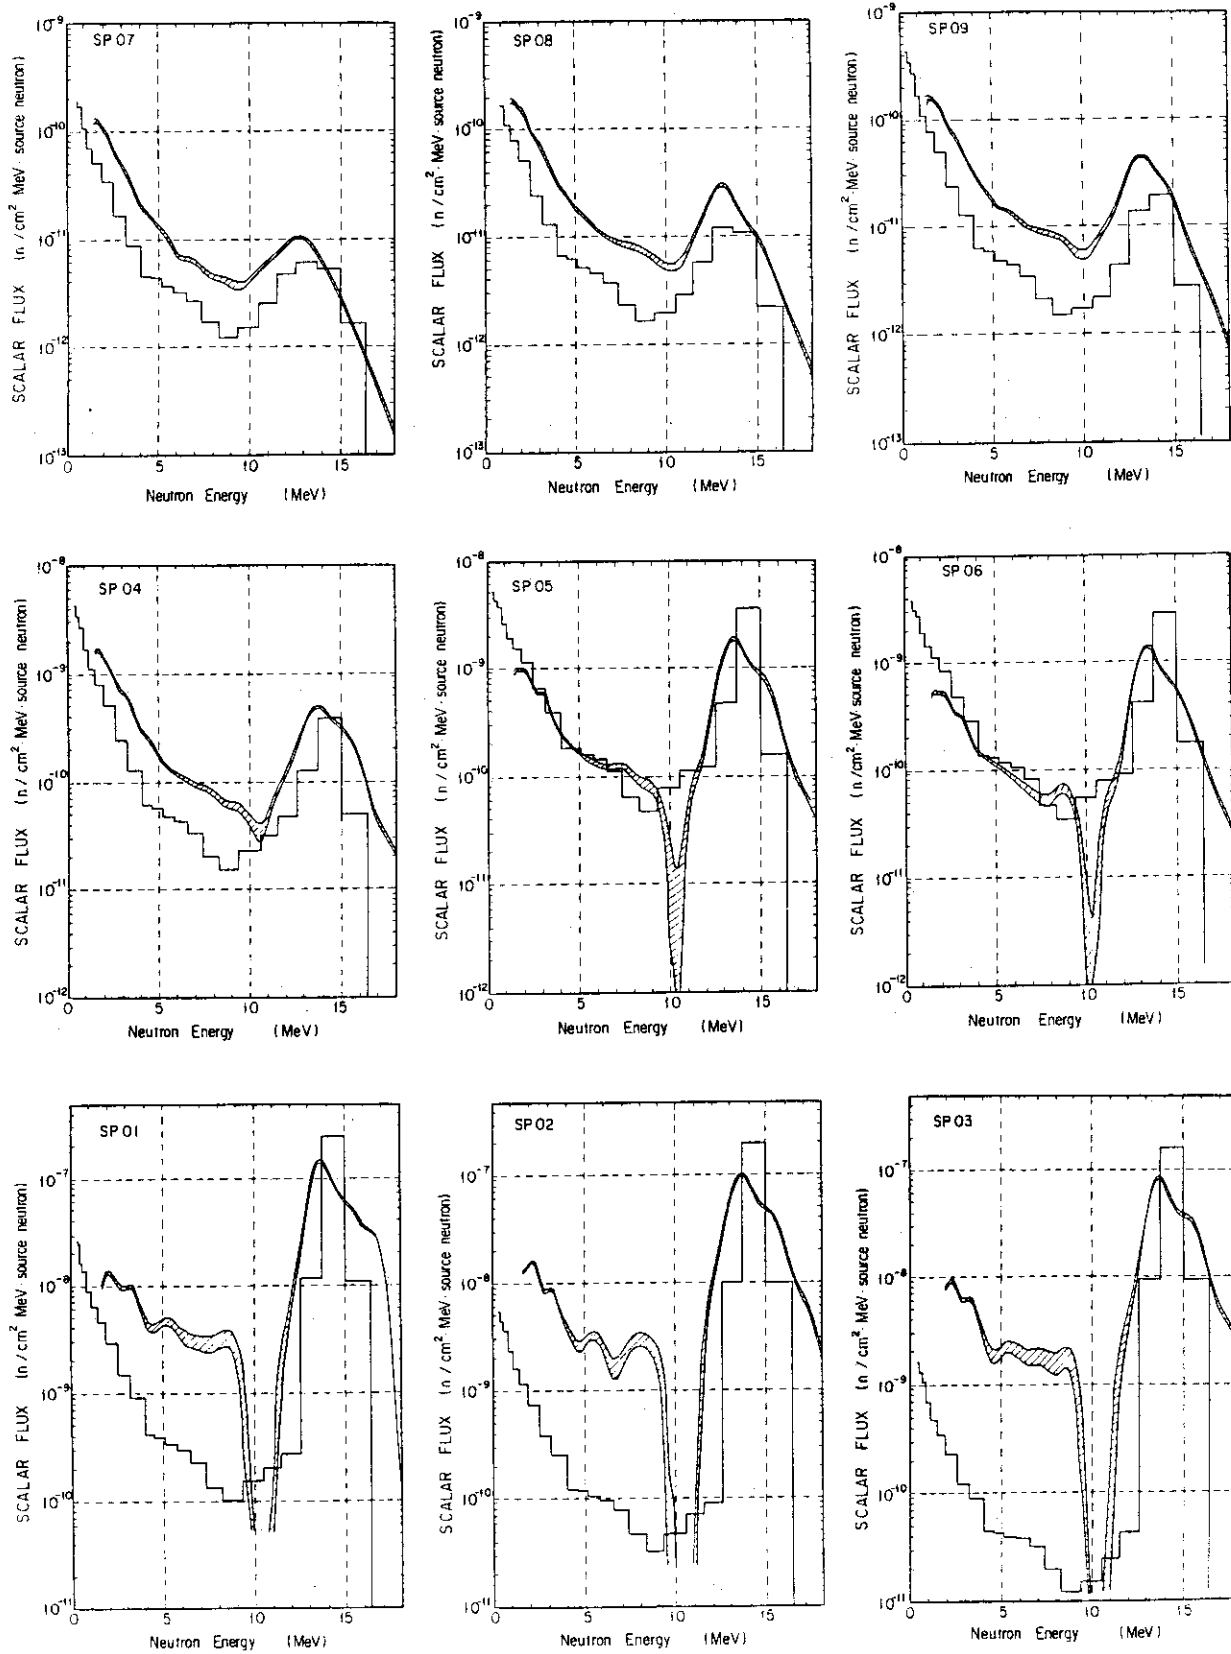 SP 07
10⁻⁹
10⁻¹⁰
10⁻¹¹
10⁻¹²
10⁻¹³
SCALAR FLUX (n/cm² MeV·source neutron)
0 5 10 15
Neutron Energy (MeV)
SP 08
10⁻⁹
10⁻¹⁰
10⁻¹¹
10⁻¹²
10⁻¹³
SCALAR FLUX (n/cm²·MeV·source neutron)
0 5 10 15
Neutron Energy (MeV)
SP 09
10⁻⁹
10⁻¹⁰
10⁻¹¹
10⁻¹²
10⁻¹³
SCALAR FLUX (n/cm²·MeV·source neutron)
0 5 10 15
Neutron Energy (MeV)
SP 04
10⁻⁸
10⁻⁹
10⁻¹⁰
10⁻¹¹
10⁻¹²
SCALAR FLUX (n/cm² MeV·source neutron)
0 5 10 15
Neutron Energy (MeV)
SP 05
10⁻⁸
10⁻⁹
10⁻¹⁰
10⁻¹¹
10⁻¹²
SCALAR FLUX (n/cm² MeV·source neutron)
0 5 10 15
Neutron Energy (MeV)
SP 06
10⁻⁸
10⁻⁹
10⁻¹⁰
10⁻¹¹
10⁻¹²
SCALAR FLUX (n/cm² MeV·source neutron)
0 5 10 15
Neutron Energy (MeV)
SP 01
10⁻⁷
10⁻⁸
10⁻⁹
10⁻¹⁰
10⁻¹¹
SCALAR FLUX (n/cm² MeV·source neutron)
0 5 10 15
Neutron Energy (MeV)
SP 02
10⁻⁷
10⁻⁸
10⁻⁹
10⁻¹⁰
10⁻¹¹
SCALAR FLUX (n/cm² MeV·source neutron)
0 5 10 15
Neutron Energy (MeV)
SP 03
10⁻⁷
10⁻⁸
10⁻⁹
10⁻¹⁰
10⁻¹¹
SCALAR FLUX (n/cm² MeV·source neutron)
0 5 10 15
Neutron Energy (MeV)